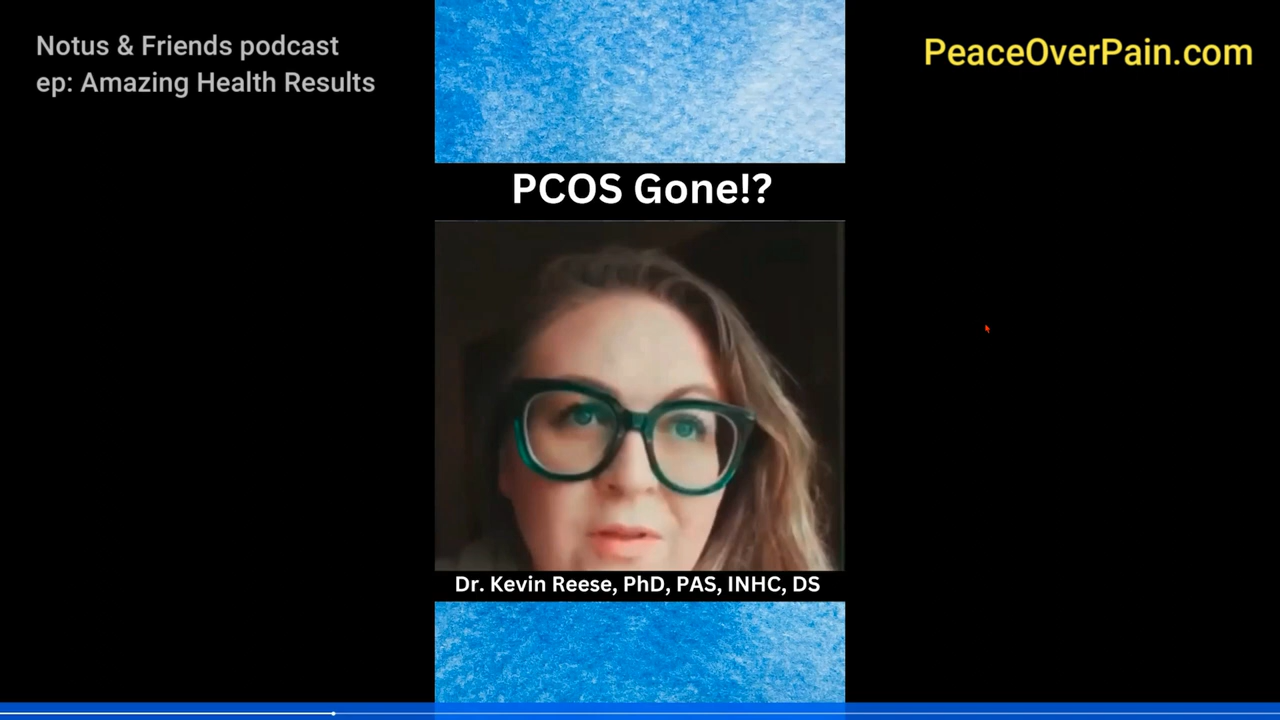 Notus & Friends podcast
ep: Amazing Health Results
PeaceOverPain.com
PCOS Gone!?
Dr. Kevin Reese, PhD, PAS, INHC, DS